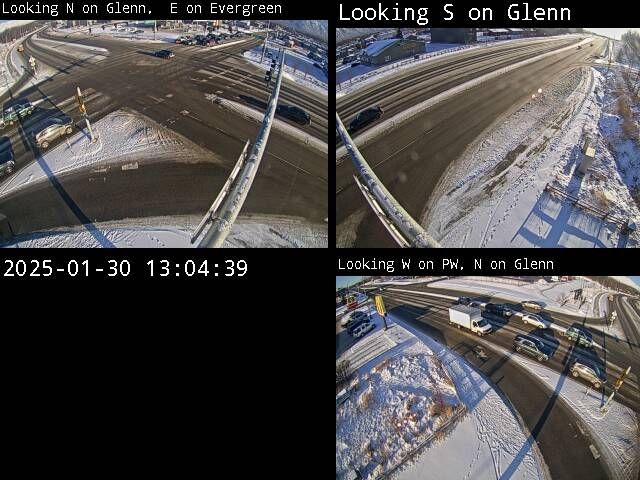 Looking N on Glenn,  E on Evergreen
Looking S on Glenn
2025-01-30 13:04:39
Looking W on PW, N on Glenn